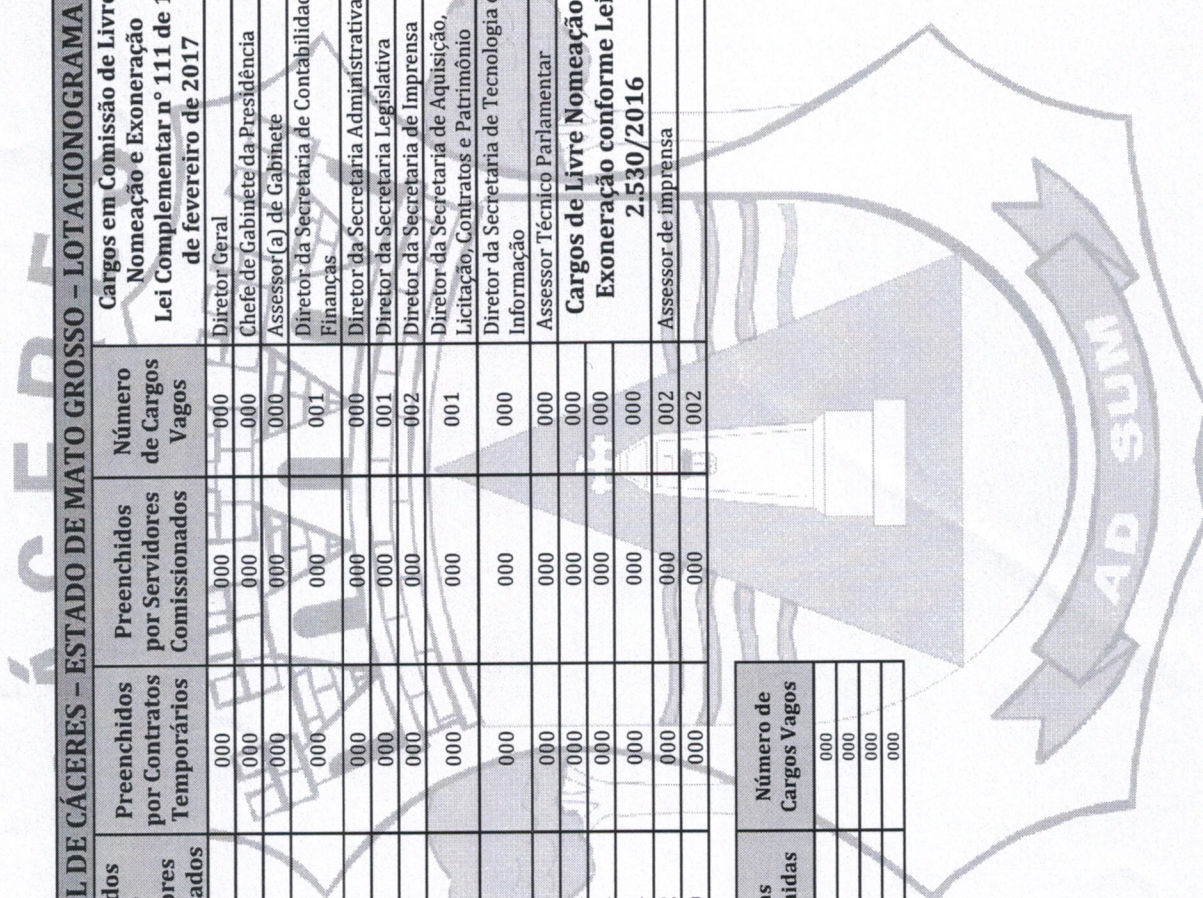 L DE CÁCERES – ESTADO DE MATO GROSSO – LOTACIONOGRAMA
Preenchidos por Contratos Temporários
Preenchidos por Servidores Comissionados
Número de Cargos Vagos
Cargos em Comissão de Livre
Nomeação e Exoneração
Lei Complementar n° 111 de 1
de fevereiro de 2017
000 000 000 Diretor Geral
000 000 000 Chefe de Gabinete da Presidência
000 000 000 Assessor(a) de Gabinete
000 000 001 Diretor da Secretaria de Contabilidad
Finanças
000 000 000 Diretor da Secretaria Administrativa
000 000 001 Diretor da Secretaria Legislativa
000 000 002 Diretor da Secretaria de Imprensa
000 000 001 Diretor da Secretaria de Aquisição,
Licitação, Contratos e Patrimônio
000 000 000 Diretor da Secretaria de Tecnologia
Informação
000 000 000 Assessor Técnico Parlamentar
000 000 000 Cargos de Livre Nomeação
000 000 000 Exoneração conforme Lei
000 000 000 2.530/2016
000 000 002 Assessor de imprensa
000 000 002
Número de
Cargos Vagos
000
000
000
000
AD SUM